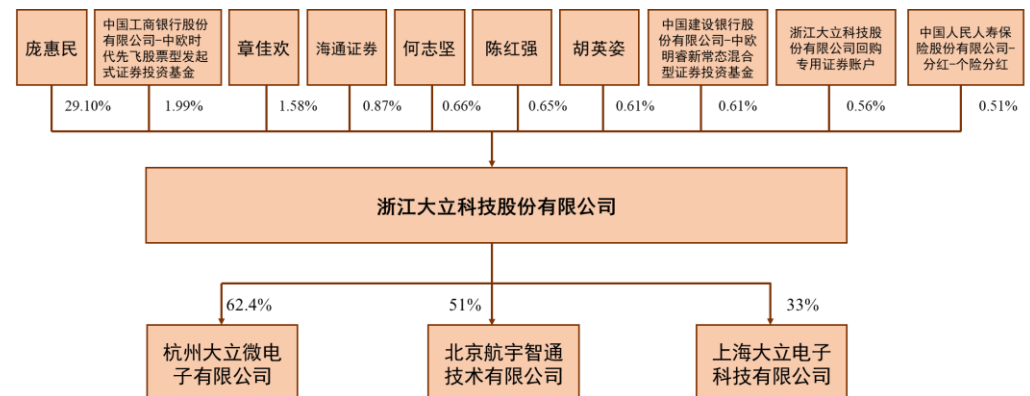 庞惠民
中国工商银行股份
有限公司-中欧时
代先飞股票型发起
式证券投资基金
章佳欢
海通证券
何志坚
陈红强
胡英姿
中国建设银行股
份有限公司-中欧
明睿新常态混合
型证券投资基金
浙江大立科技股
份有限公司回购
专用证券账户
中国人民人寿保
险股份有限公司-
分红-个险分红
29.10%
1.99%
1.58%
0.87%
0.66%
0.65%
0.61%
0.61%
0.56%
0.51%
浙江大立科技股份有限公司
62.4%
51%
33%
杭州大立微电
子有限公司
北京航宇智通
技术有限公司
上海大立电子
科技有限公司